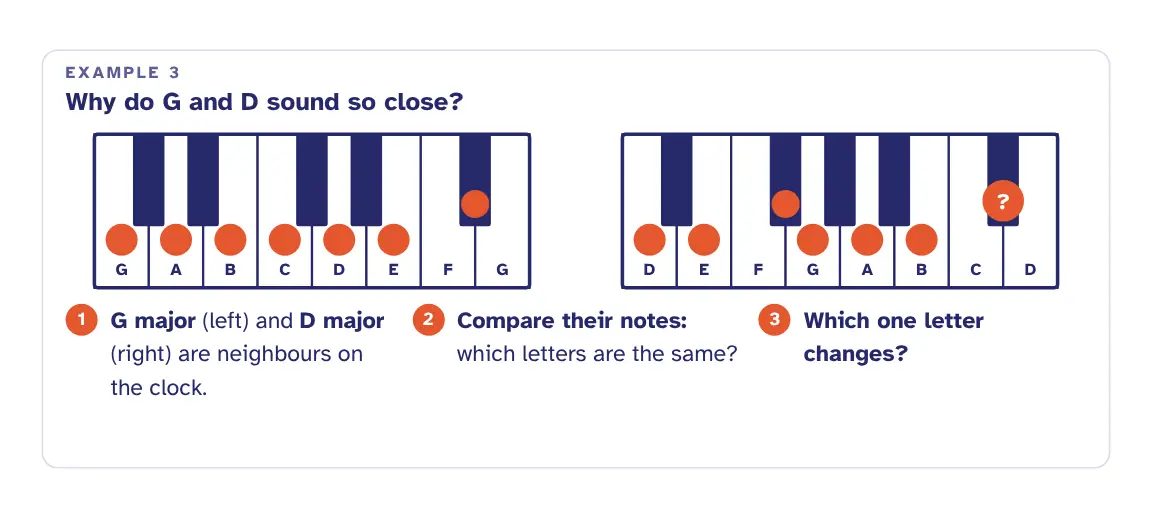 EXAMPLE 3
Why do G and D sound so close?
G A B C D E F G
D E F G A B C D
?
1 G major (left) and D major
(right) are neighbours on
the clock.
2 Compare their notes:
which letters are the same?
3 Which one letter
changes?